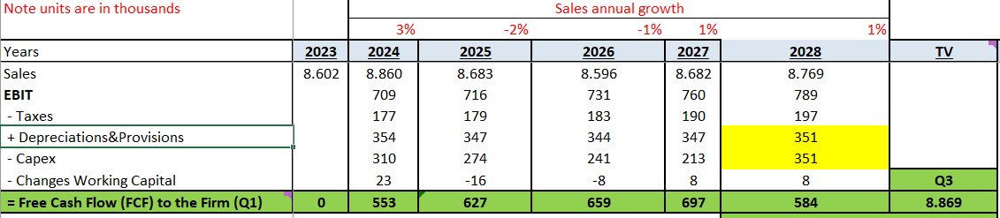 Note units are in thousands Sales annual growth
3% -2% -1% 1% 1%
Years 2023 2024 2025 2026 2027 2028 TV
Sales 8.602 8.860 8.683 8.596 8.682 8.769
EBIT 709 716 731 760 789
- Taxes 177 179 183 190 197
+ Depreciations&Provisions 354 347 344 347 351
- Capex 310 274 241 213 351
- Changes Working Capital 23 -16 -8 8 8 Q3
= Free Cash Flow (FCF) to the Firm (Q1) 0 553 627 659 697 584 8.869